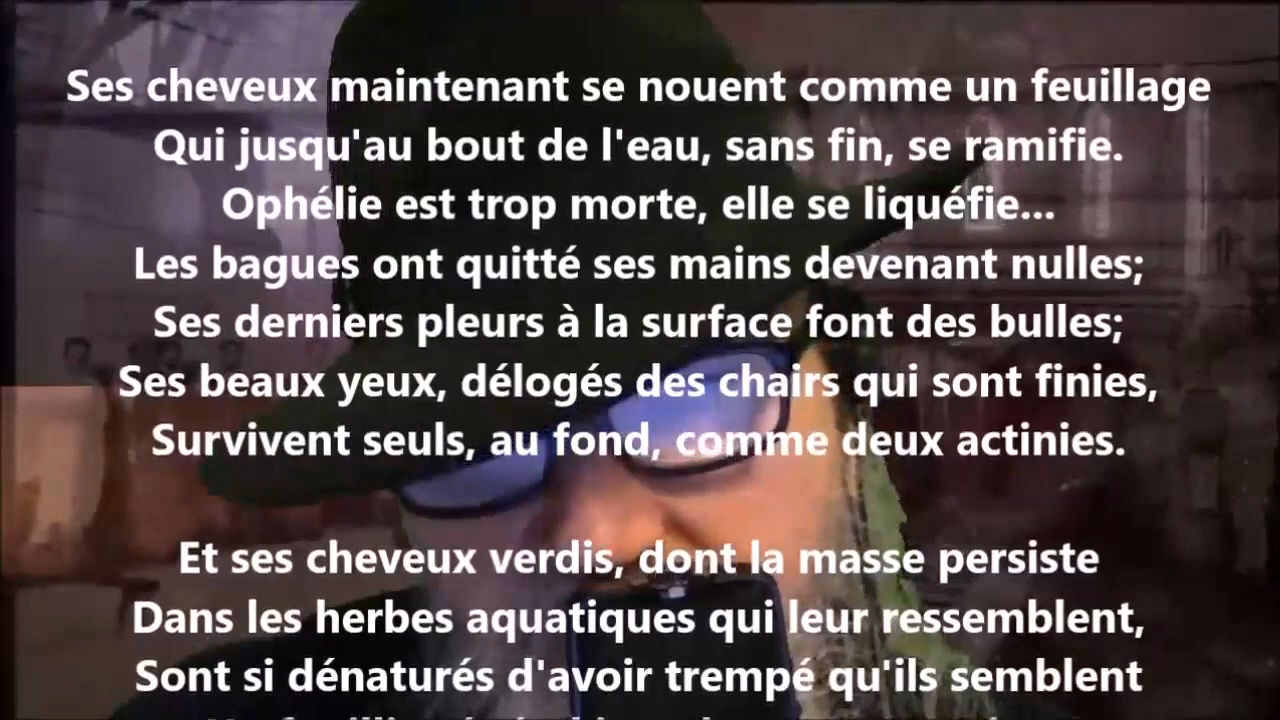 Ses cheveux maintenant se nouent comme un feuillage
Qui jusqu'au bout de l'eau, sans fin, se ramifie.
Ophélie est trop morte, elle se liquéfie...
Les bagues ont quitté ses mains devenant nulles;
Ses derniers pleurs à la surface font des bulles;
Ses beaux yeux, délogés des chairs qui sont finies,
Survivent seuls, au fond, comme deux actinies.
Et ses cheveux verdis, dont la masse persiste
Dans les herbes aquatiques qui leur ressemblent,
Sont si dénaturés d'avoir trempé qu'ils semblent